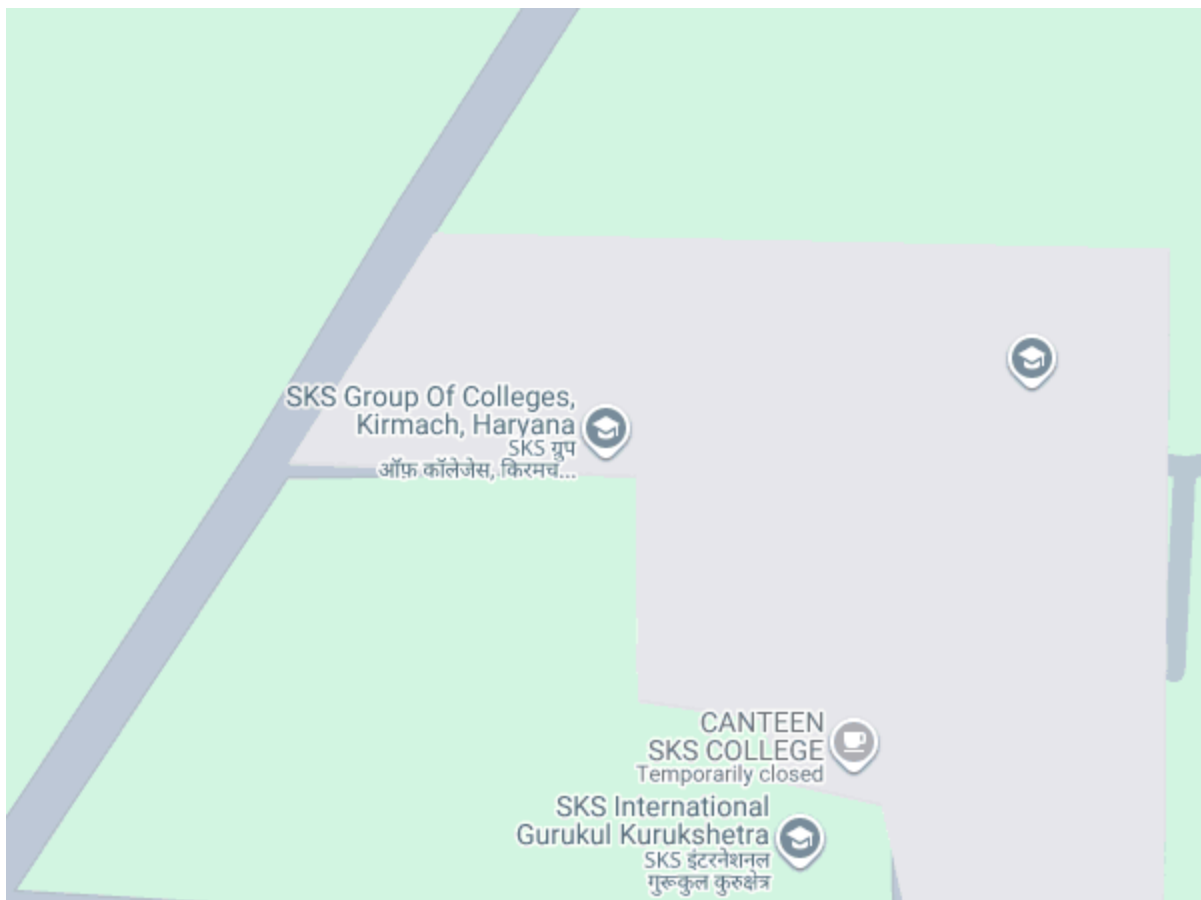 SKS Group Of Colleges,
Kirmach, Haryana
SKS ग्रुप
ऑफ़ कॉलेजेस, किरमच...
CANTEEN
SKS COLLEGE
Temporarily closed
SKS International
Gurukul Kurukshetra
SKS इंटरनेशनल
गुरूकुल कुरुक्षेत्र